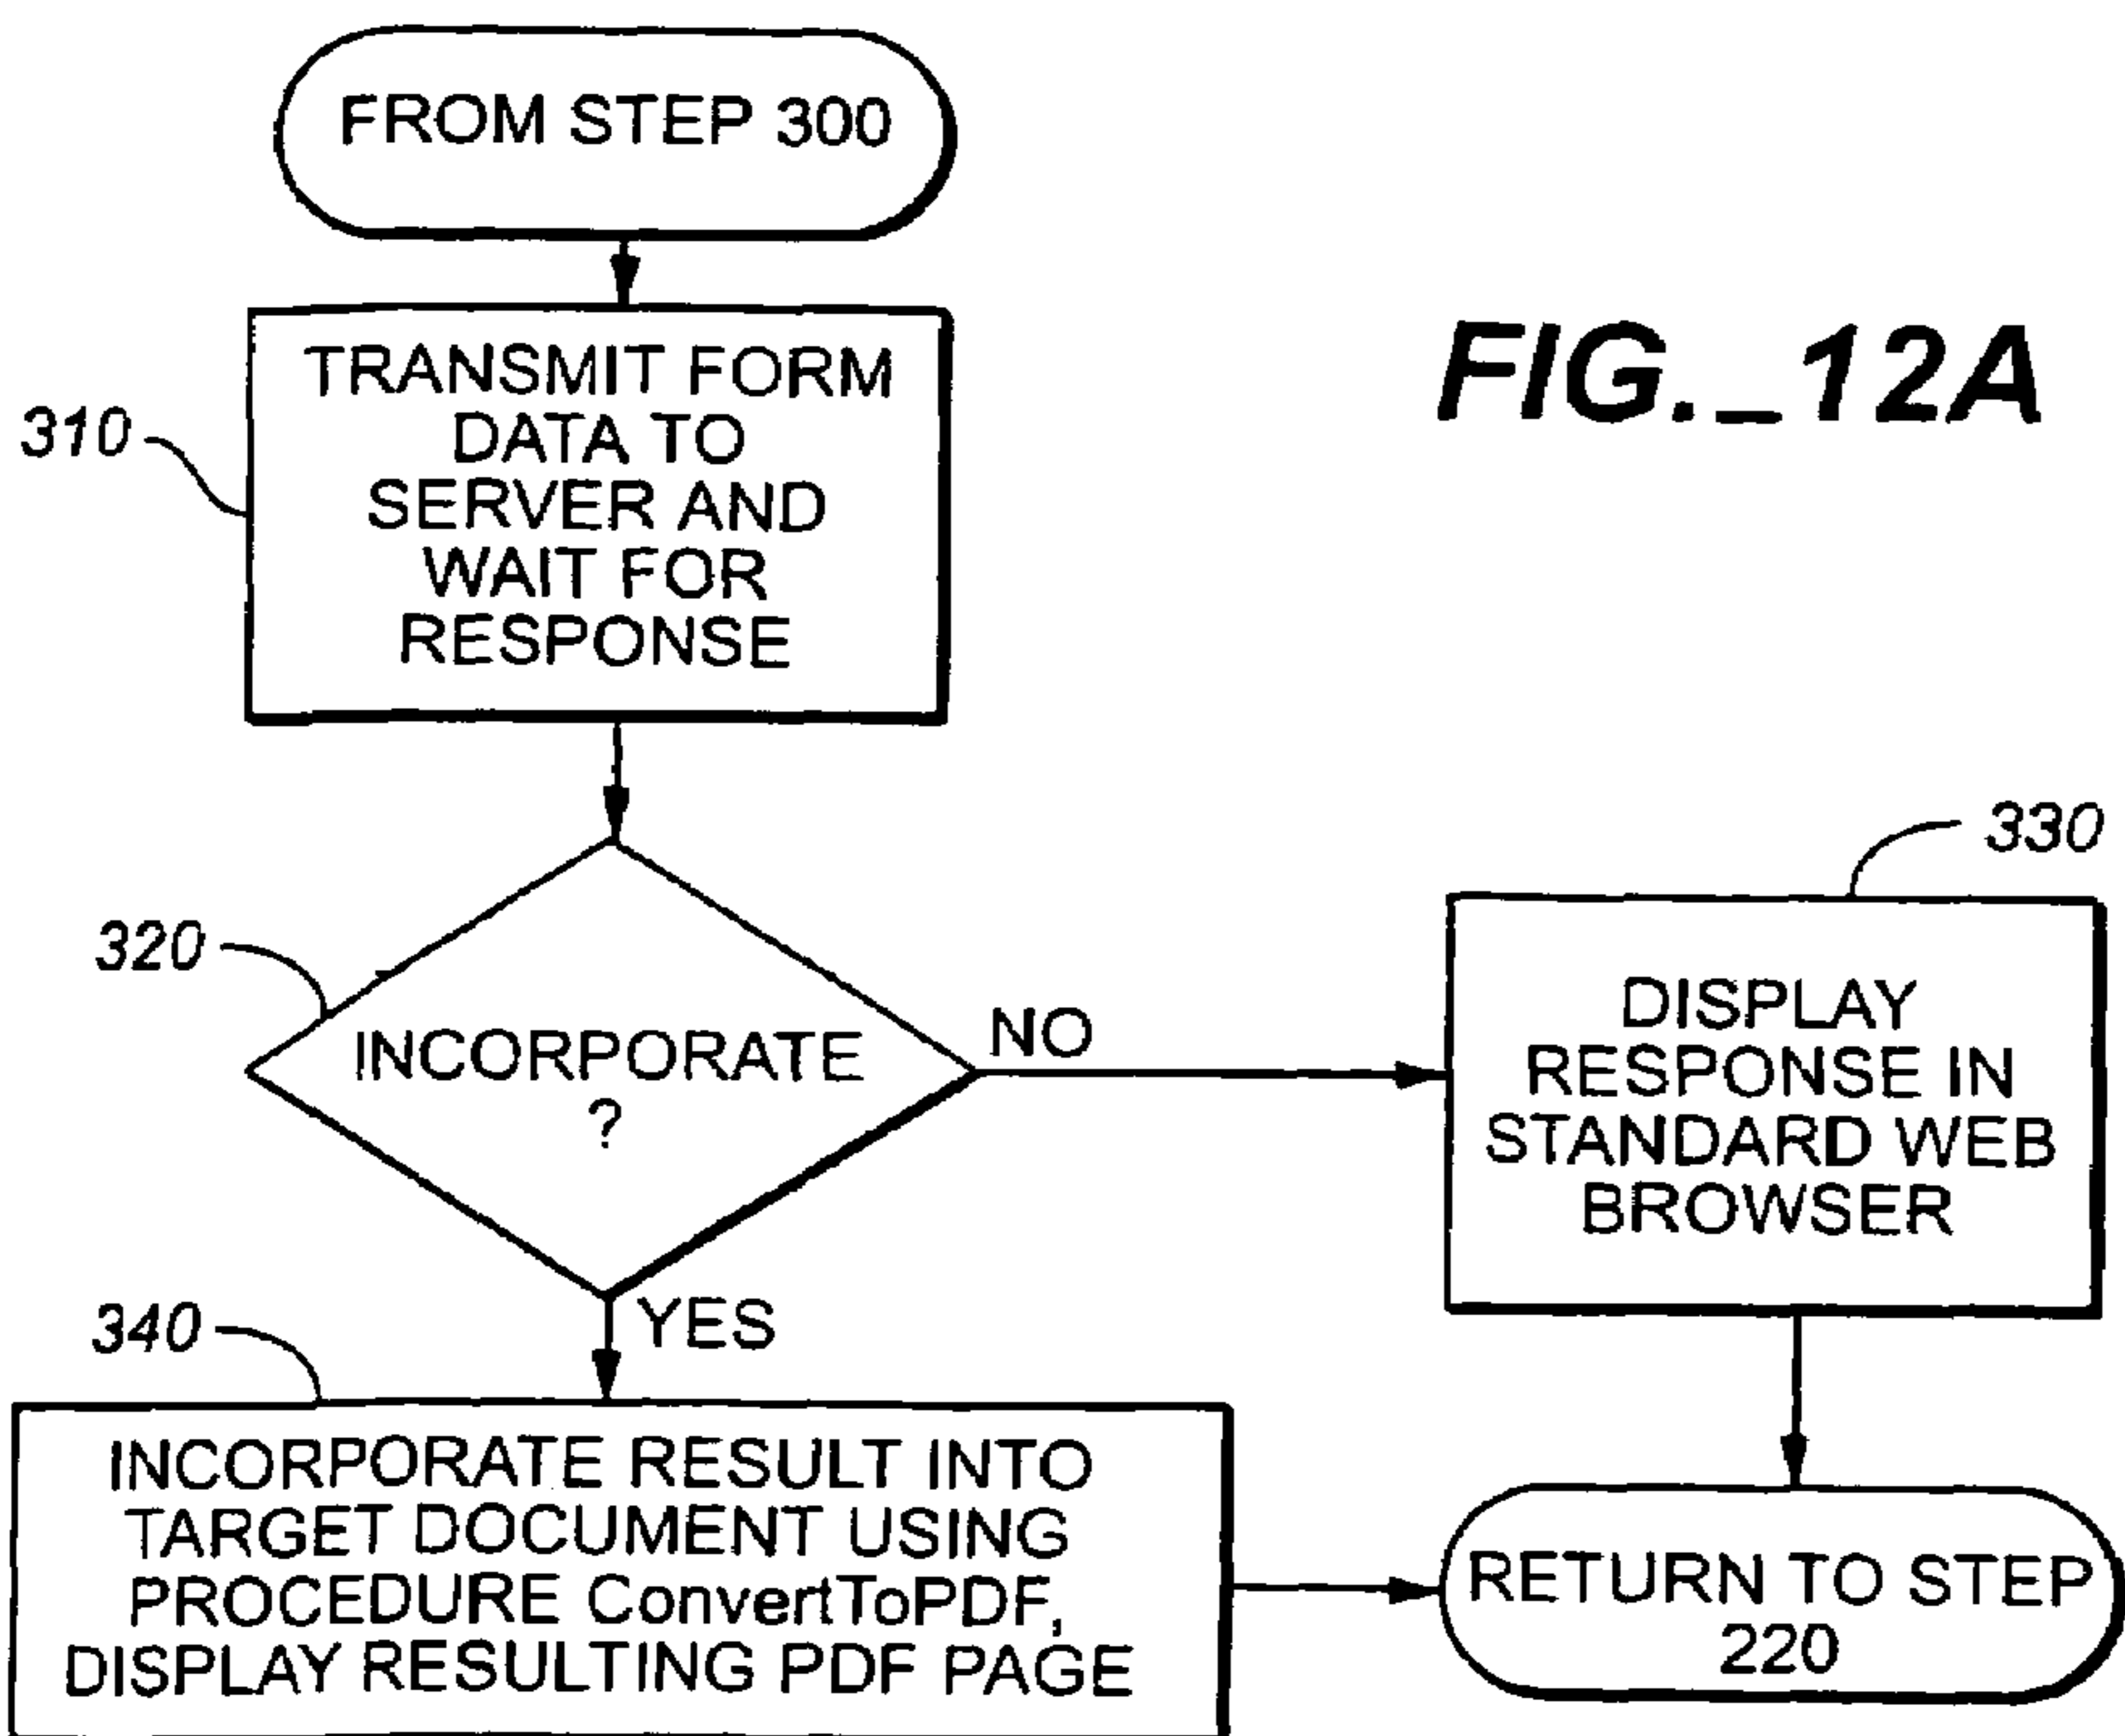 FROM STEP 300
FIG._12A
310
TRANSMIT FORM
DATA TO
SERVER AND
WAIT FOR
RESPONSE
320
INCORPORATE
?
NO
YES
330
DISPLAY
RESPONSE IN
STANDARD WEB
BROWSER
340
INCORPORATE RESULT INTO
TARGET DOCUMENT USING
PROCEDURE ConvertToPDF,
DISPLAY RESULTING PDF PAGE
RETURN TO STEP
220